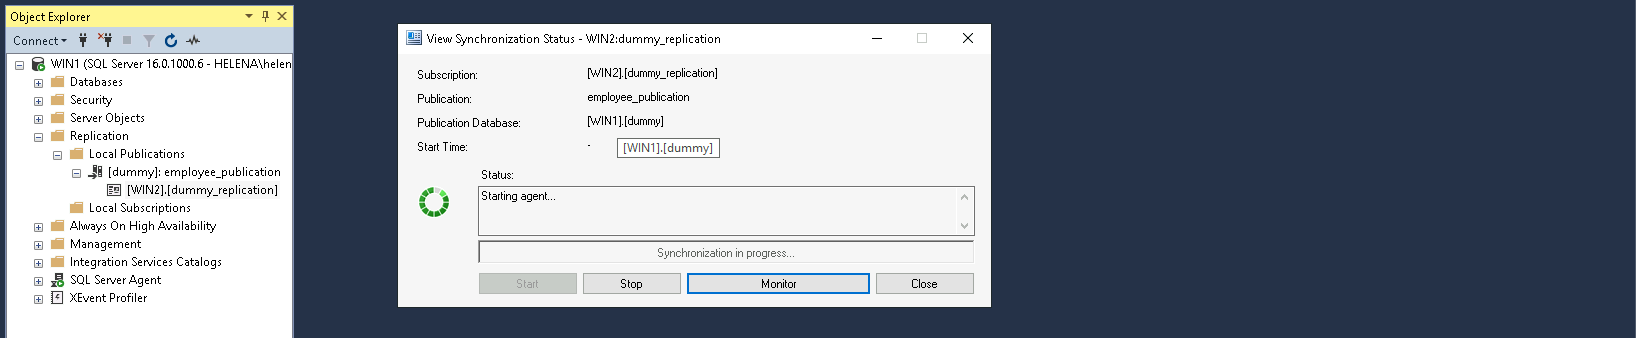 Object Explorer
Connect
WIN1 (SQL Server 16.0.1000.6 - HELENA\helen
Databases
Security
Server Objects
Replication
Local Publications
[dummy]: employee_publication
[WIN2].[dummy_replication]
Local Subscriptions
Always On High Availability
Management
Integration Services Catalogs
SQL Server Agent
XEvent Profiler
View Synchronization Status - WIN2:dummy_replication
Subscription: [WIN2].[dummy_replication]
Publication: employee_publication
Publication Database: [WIN1].[dummy]
Start Time: - [WIN1].[dummy]
Status:
Starting agent...
Synchronization in progress...
Start Stop Monitor Close